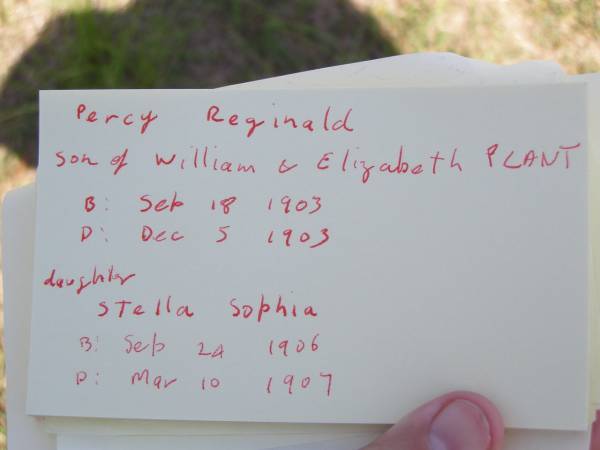 Percy Reginald
son of William & Elizabeth PLANT
B: Sep 18 1903
D: Dec 5 1903
daughter
Stella Sophia
B: Sep 24 1906
D: Mar 10 1907